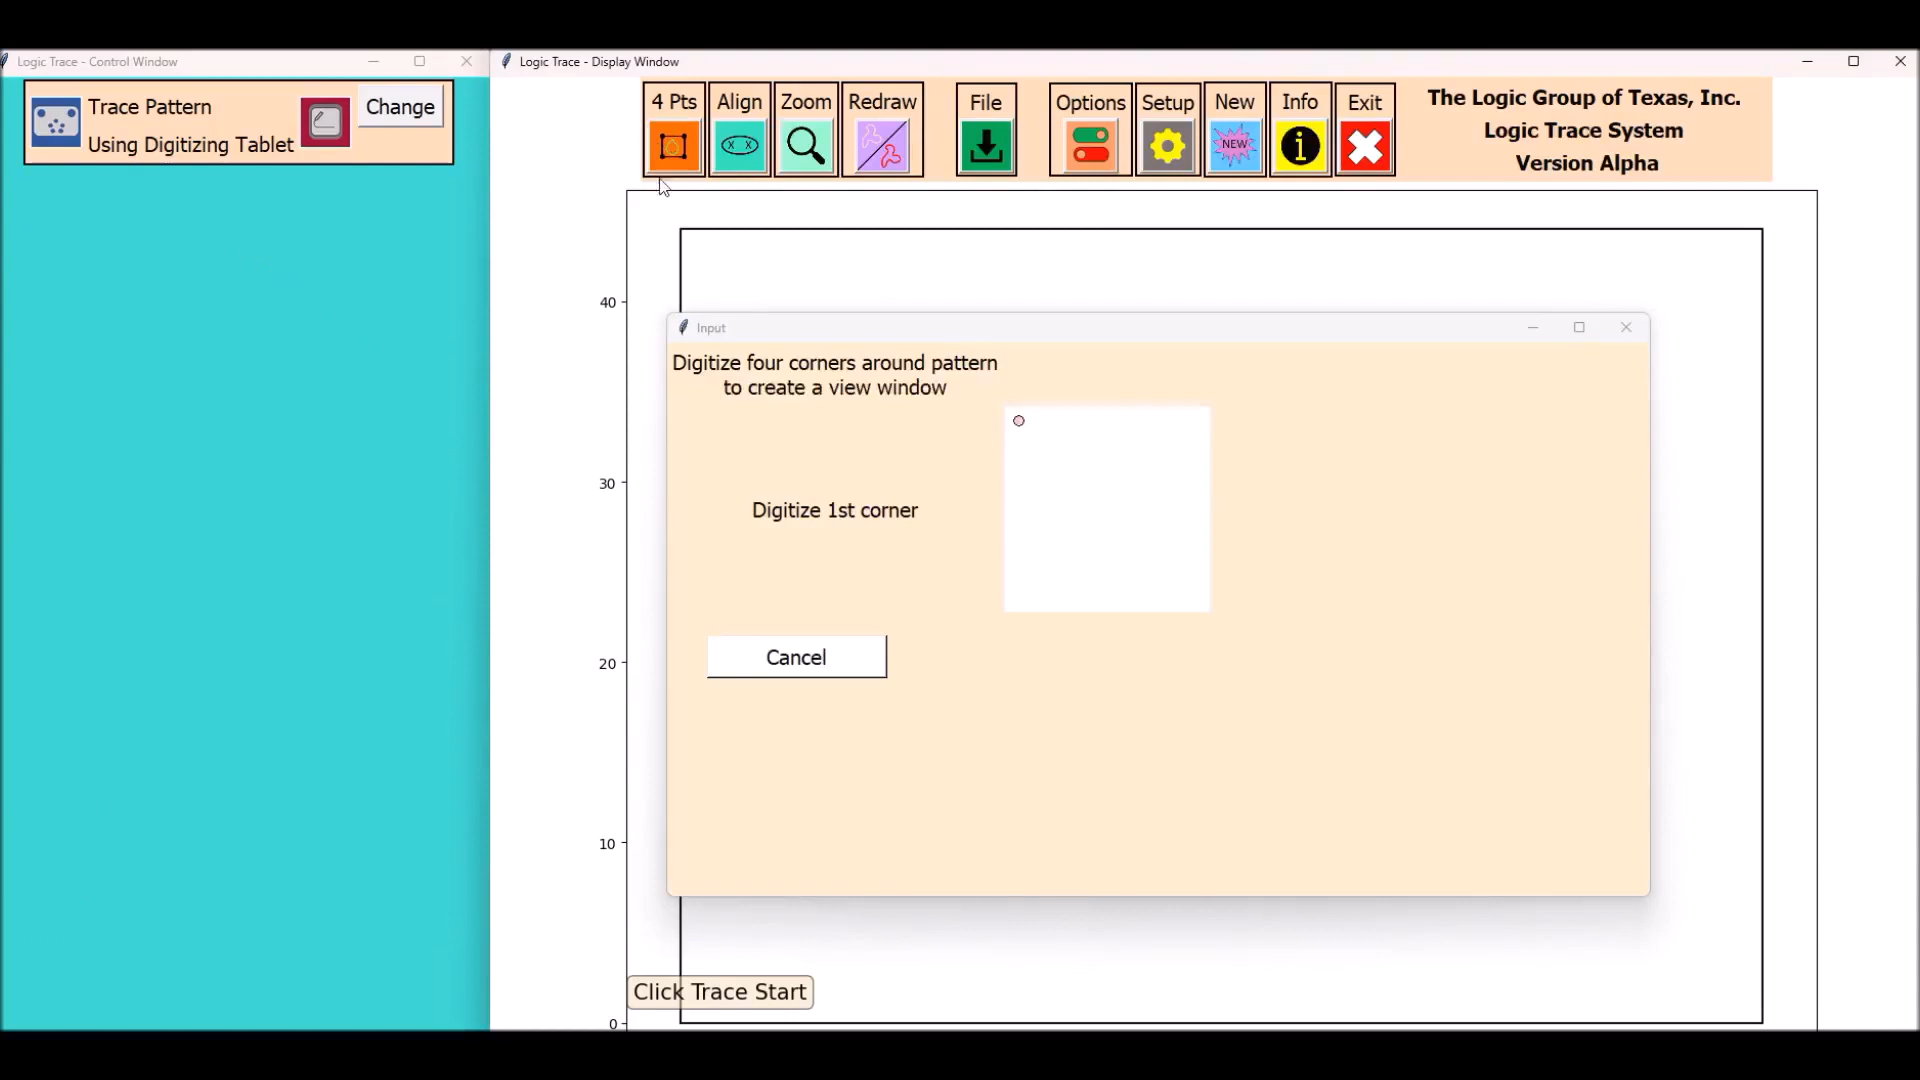 Logic Trace - Control Window
Trace Pattern
Using Digitizing Tablet
Change
Logic Trace - Display Window
4 Pts
Align
Zoom
Redraw
File
Options
Setup
New
Info
Exit
X X
NEW
The Logic Group of Texas, Inc.
Logic Trace System
Version Alpha
40
30
20
10
0
Input
Digitize four corners around pattern
to create a view window
Digitize 1st corner
Cancel
Click Trace Start